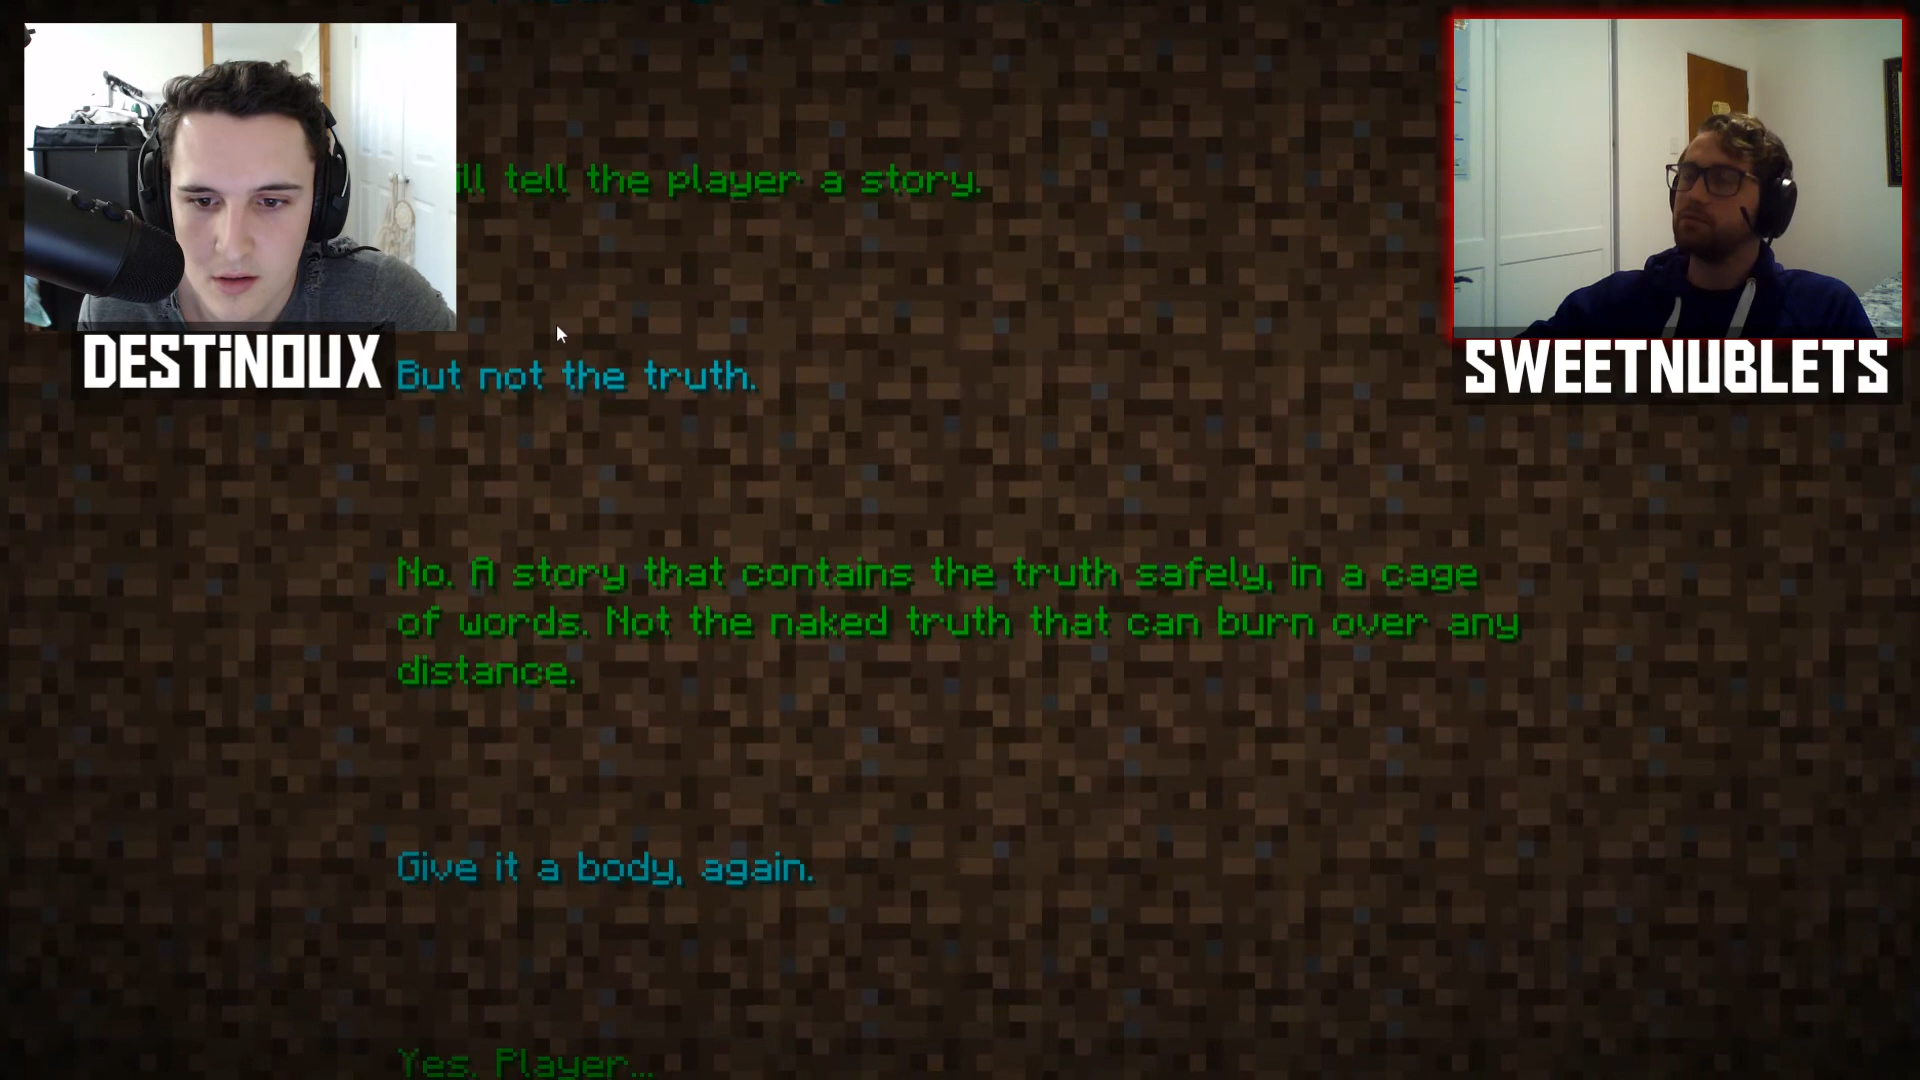 ill tell the player a story.
DESTiNOUX
But not the truth.
SWEETNUBLETS
No. A story that contains the truth safely, in a cage
of words. Not the naked truth that can burn over any
distance.
Give it a body, again.
Yes. Player...